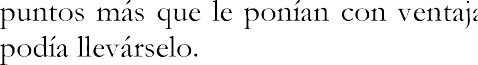 puntos más que le ponían con ventaja
podía llevárselo.